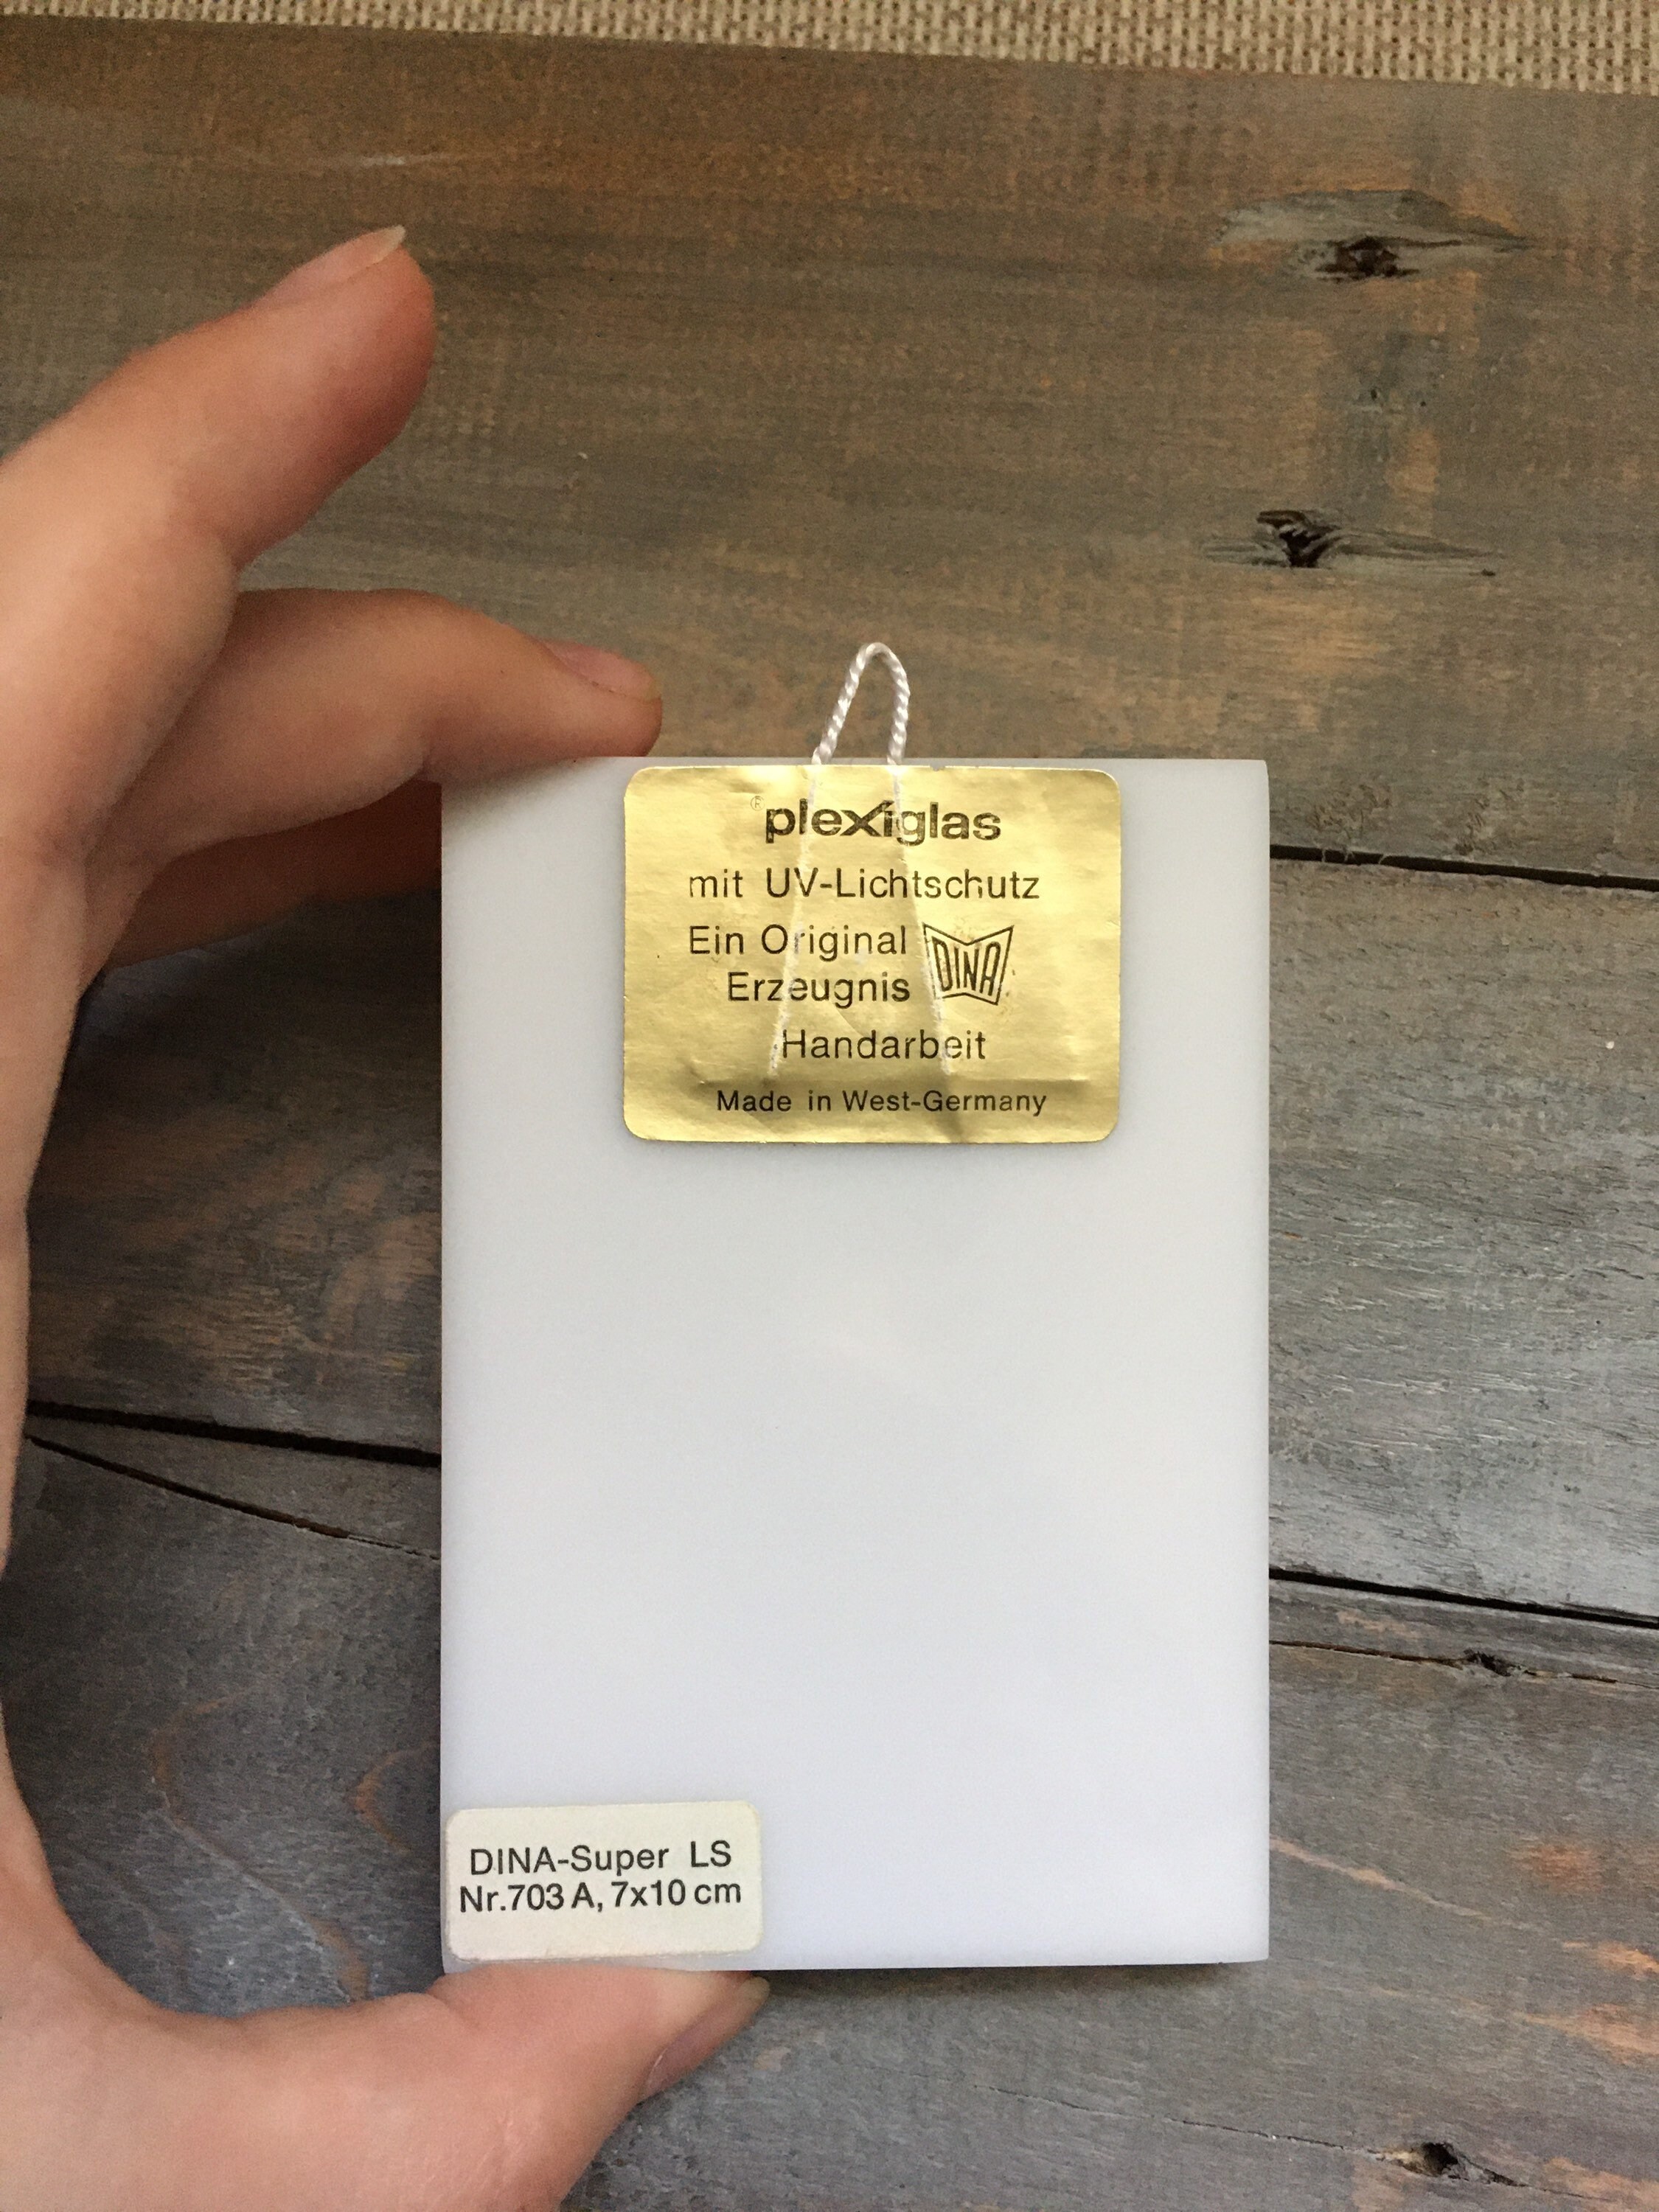 ® plexiglas
mit UV-Lichtschutz
Ein Original
Erzeugnis DINA
Handarbeit
Made in West-Germany
DINA-Super LS
Nr.703 A, 7x10 cm